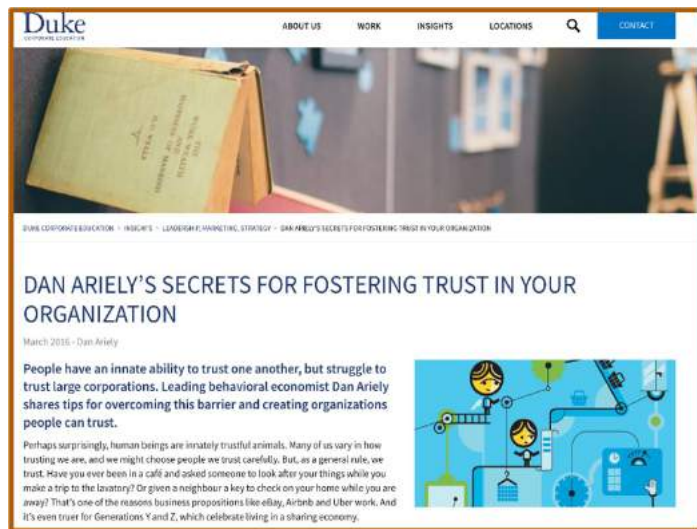 Duke
CORPORATE EDUCATION
ABOUT US
WORK
INSIGHTS
LOCATIONS
CONTACT
THE
WORK, WEALTH
AND
HAPPINESS OF MANKIND
H.G. WELLS
DUKE CORPORATE EDUCATION • INSIGHTS • LEADERSHIP, MARKETING, STRATEGY • DAN ARIELY'S SECRETS FOR FOSTERING TRUST IN YOUR ORGANIZATION
DAN ARIELY'S SECRETS FOR FOSTERING TRUST IN YOUR
ORGANIZATION
March 2016 - Dan Ariely
People have an innate ability to trust one another, but struggle to
trust large corporations. Leading behavioral economist Dan Ariely
shares tips for overcoming this barrier and creating organizations
people can trust.
Perhaps surprisingly, human beings are innately trustful animals. Many of us vary in how
trusting we are, and we might choose people we trust carefully. But, as a general rule, we
trust. Have you ever been in a café and asked someone to look after your things while you
make a trip to the lavatory? Or given a neighbour a key to check on your home while you are
away? That's one of the reasons business propositions like eBay, Airbnb and Uber work. And
it's even truer for Generations Y and Z, which celebrate living in a sharing economy.